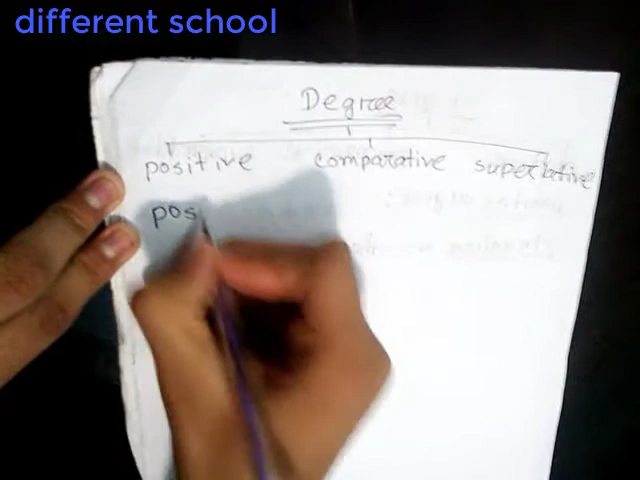 different school
Degree
positive comparative superlative
pos